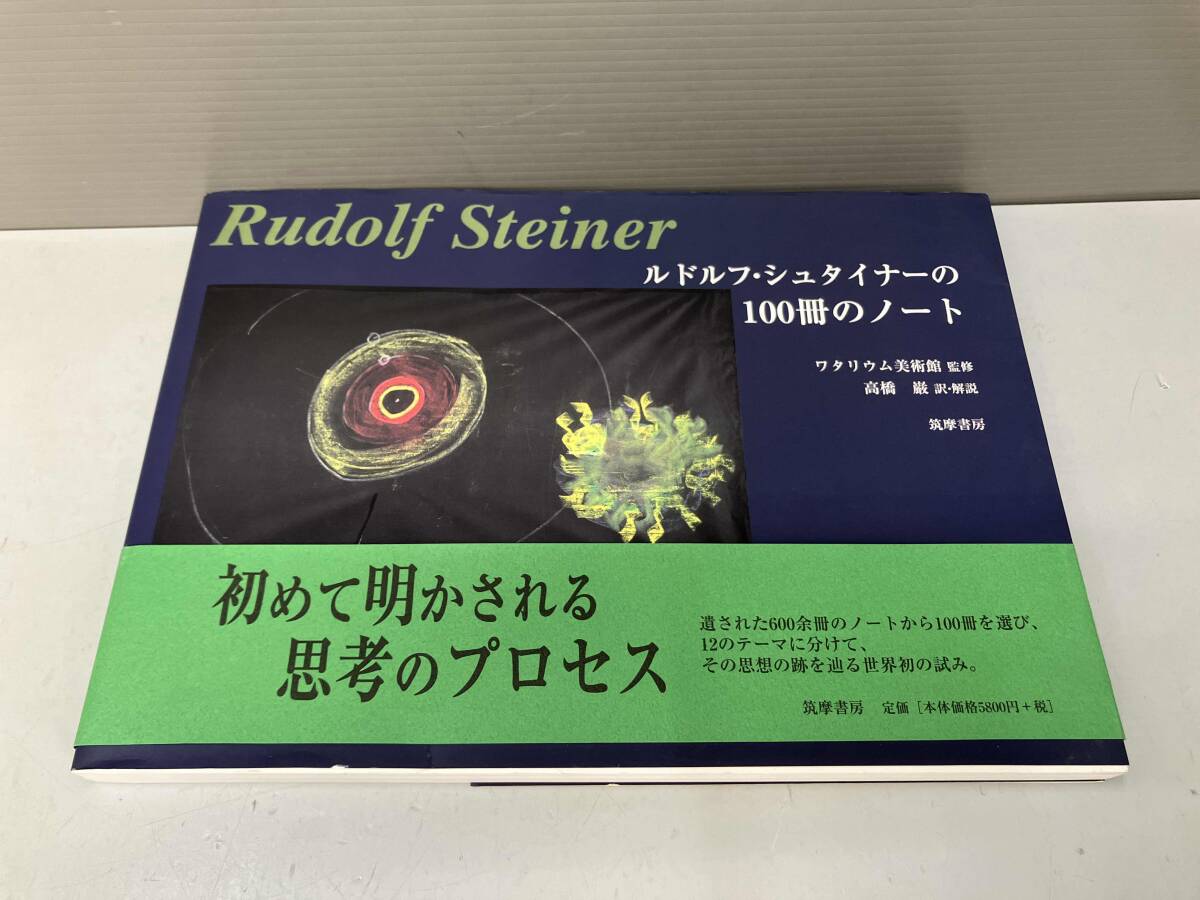 Rudolf Steiner
ルドルフ・シュタイナーの
100冊のノート
ワタリウム美術館 監修
高橋 巌 訳・解説
筑摩書房
初めて明かされる
思考のプロセス
遺された600余冊のノートから100冊を選び、
12のテーマに分けて、
その思想の跡を辿る世界初の試み。
筑摩書房 定価［本体価格5800円+税］